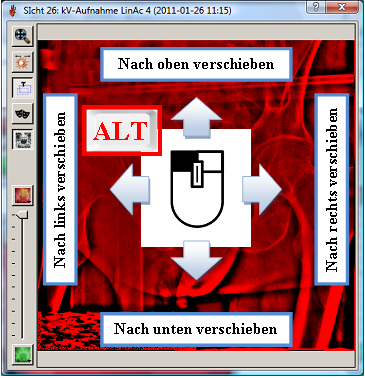 SIcht 26: kV-Aufnahme LinAc 4 (2011-01-26 11:15)
Nach oben verschieben
ALT
Nach links verschieben
Nach rechts verschieben
Nach unten verschieben